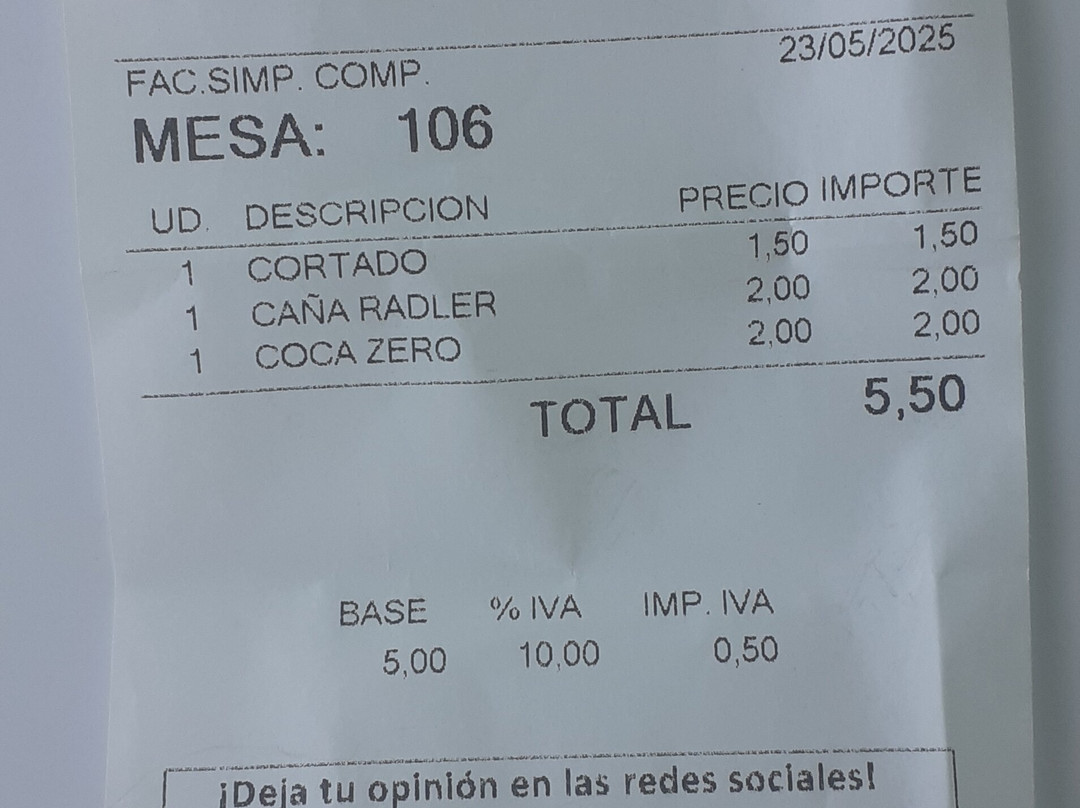 23/05/2025
FAC.SIMP. COMP.
MESA: 106
UD. DESCRIPCION PRECIO IMPORTE
1 CORTADO 1,50 1,50
1 CAÑA RADLER 2,00 2,00
1 COCA ZERO 2,00 2,00
TOTAL 5,50
BASE % IVA IMP. IVA
5,00 10,00 0,50
¡Deja tu opinión en las redes sociales!